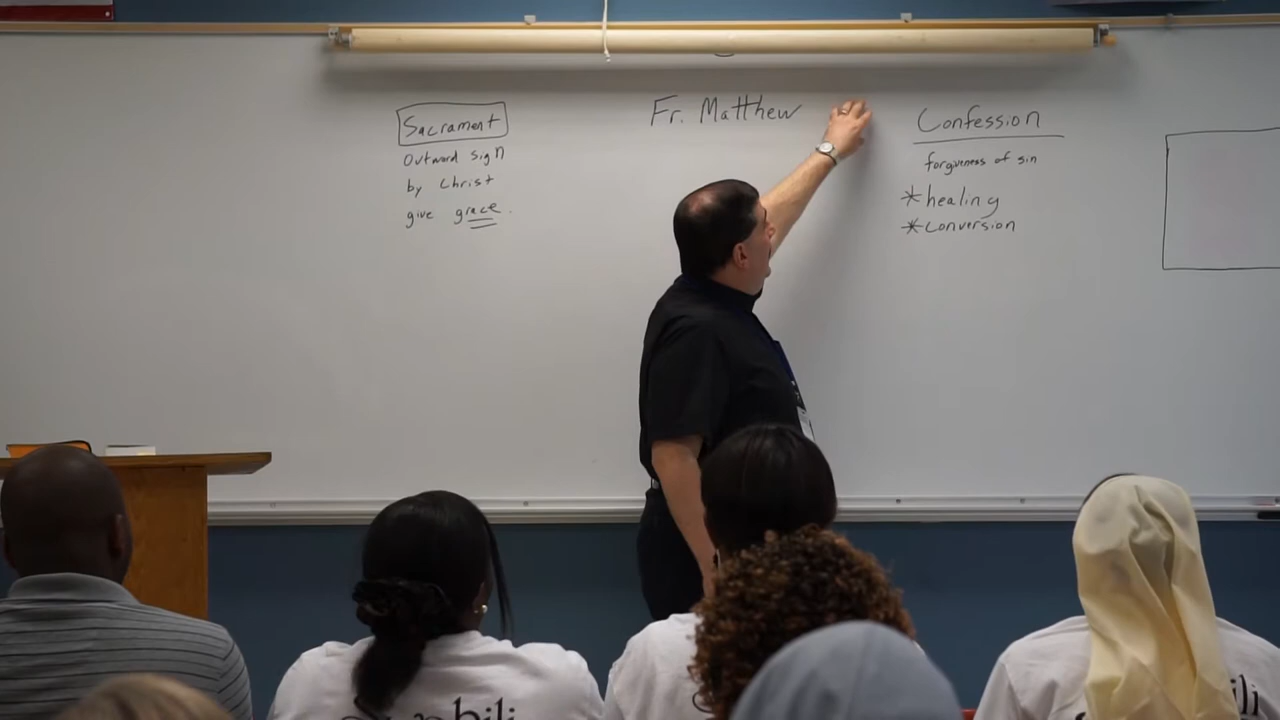 Fr. Matthew
Sacrament
Outward sign
by Christ
give grace.
Confession
forgiveness of sin
*healing
*conversion